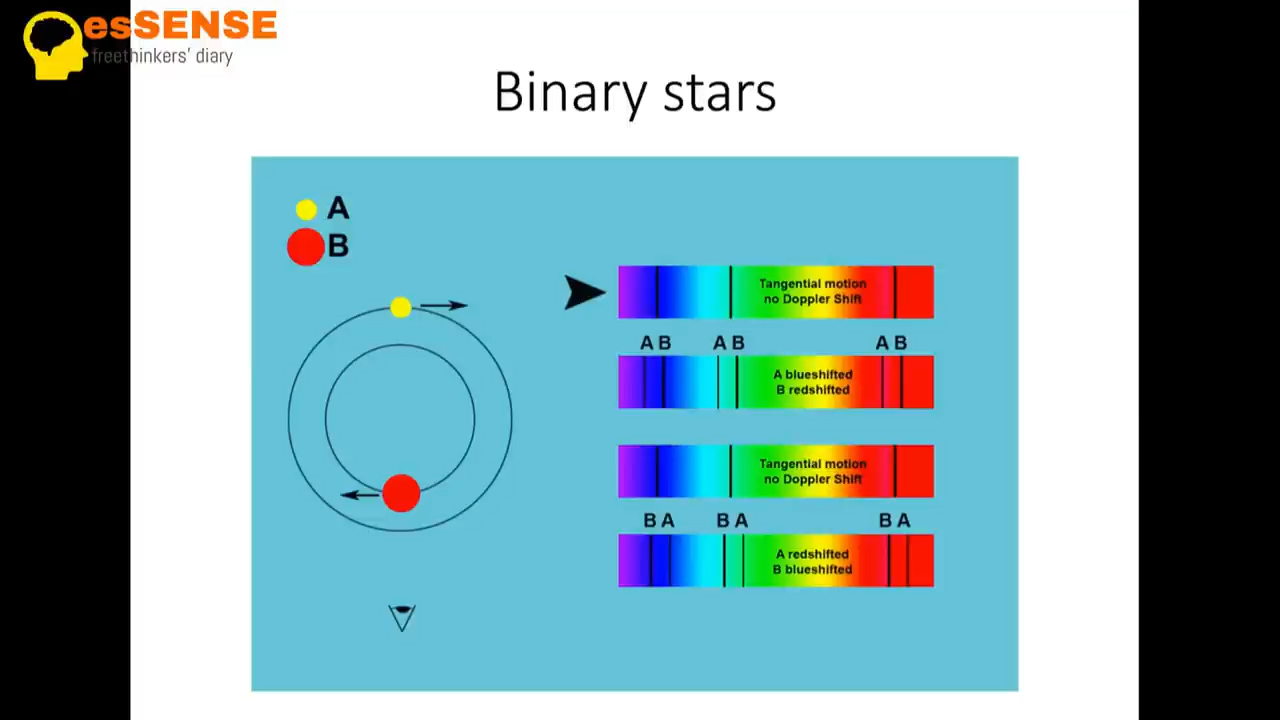 esSENSE
freethinkers' diary
Binary stars
A
B
Tangential motion
no Doppler Shift
A B A B A B
A blueshifted
B redshifted
Tangential motion
no Doppler Shift
B A B A B A
A redshifted
B blueshifted